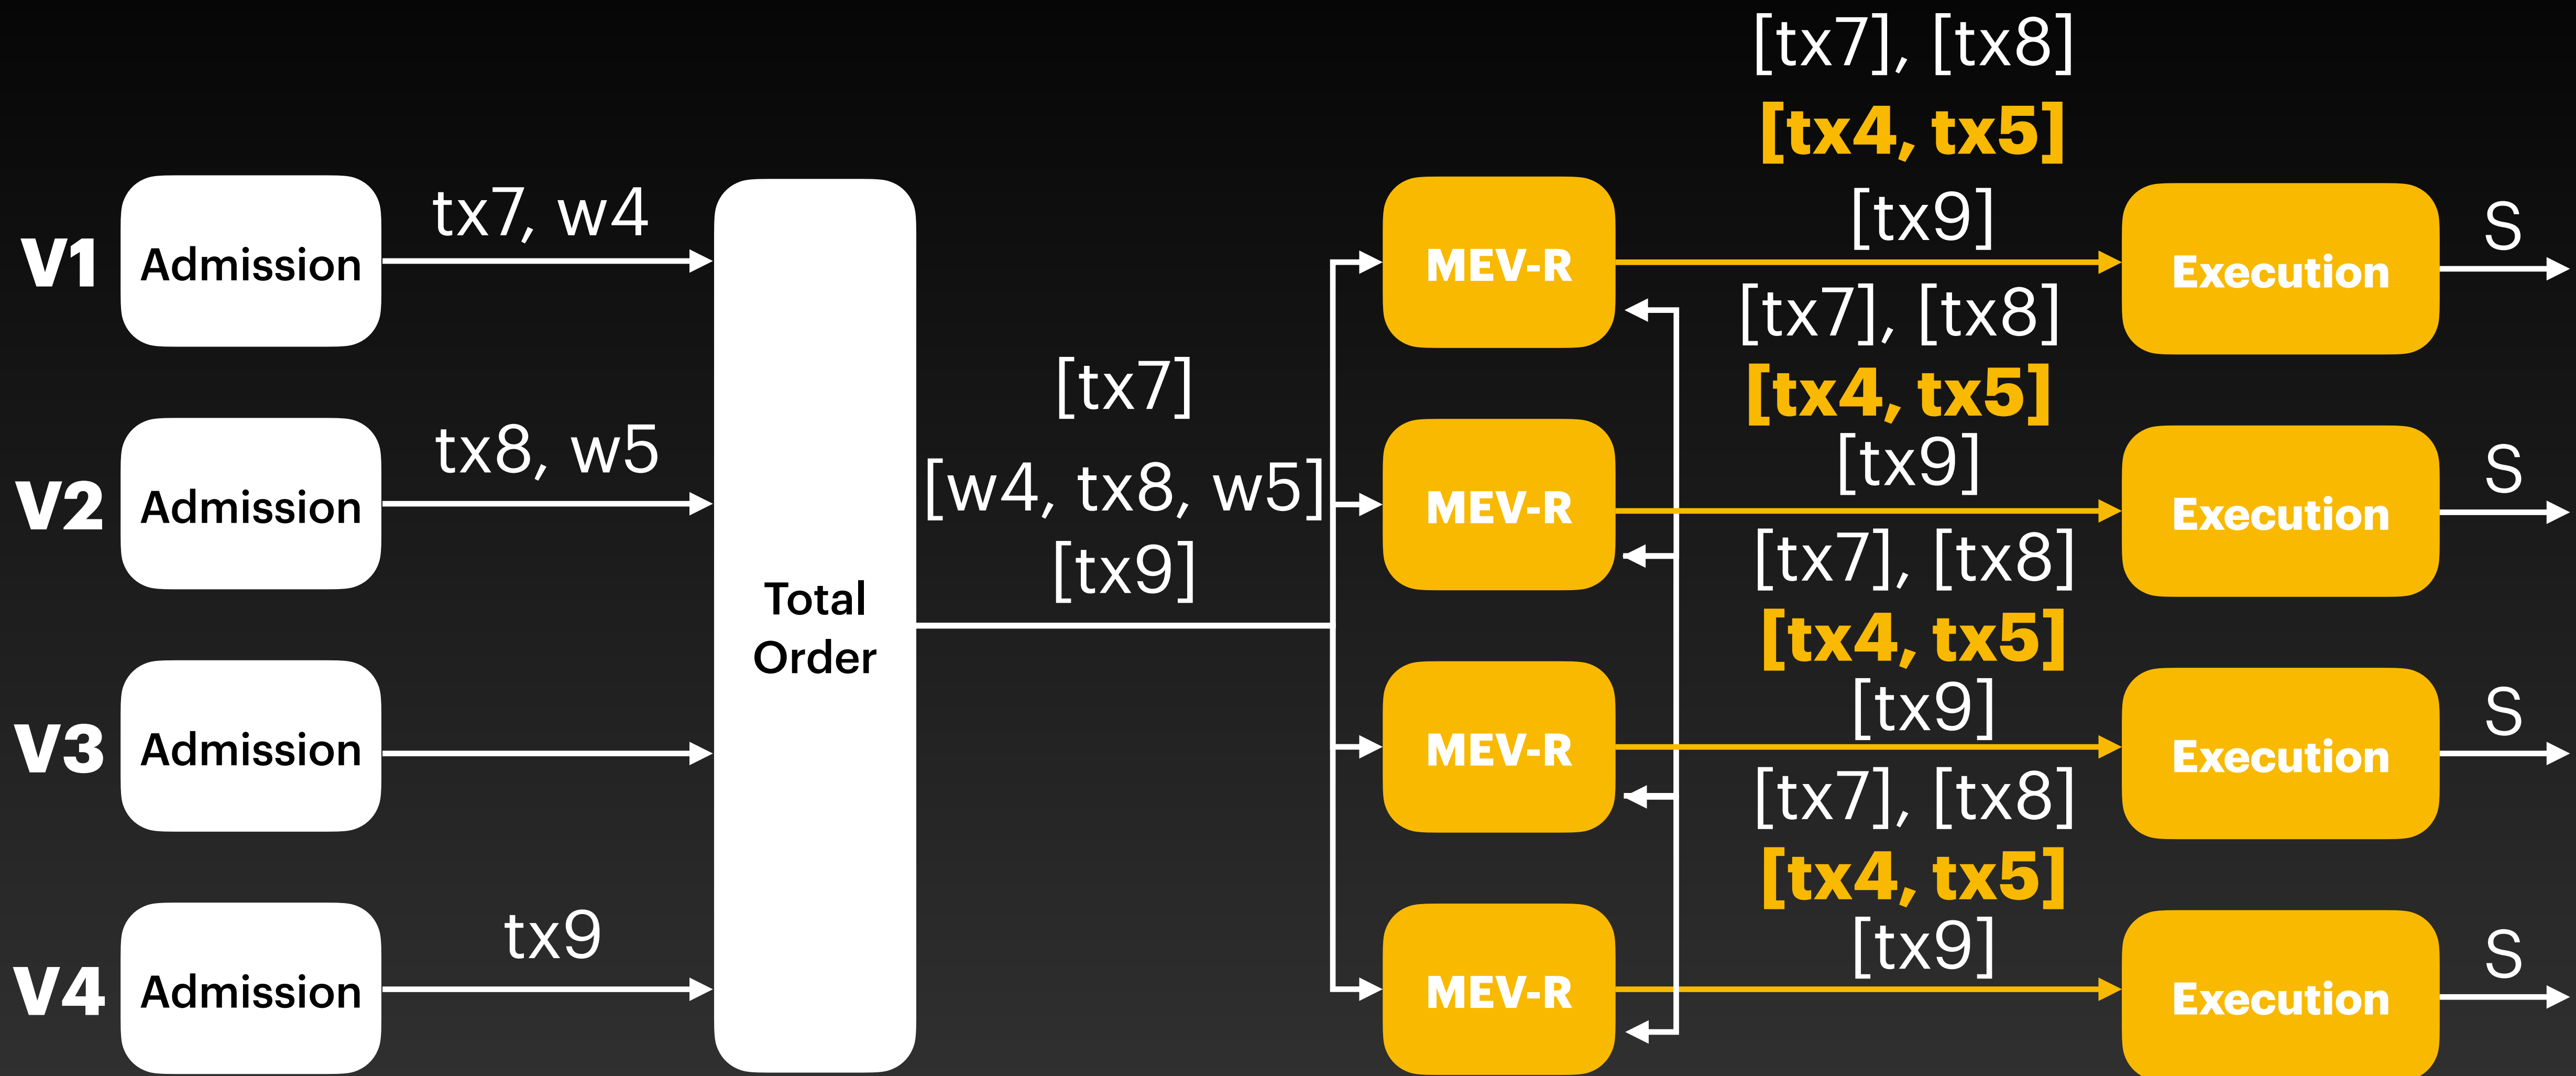 V1
Admission
tx7, w4
V2
Admission
tx8, w5
V3
Admission
V4
Admission
tx9
Total
Order
[tx7]
[w4, tx8, w5]
[tx9]
MEV-R
[tx7], [tx8]
[tx4, tx5]
[tx9]
Execution
S
MEV-R
[tx7], [tx8]
[tx4, tx5]
[tx9]
Execution
S
MEV-R
[tx7], [tx8]
[tx4, tx5]
[tx9]
Execution
S
MEV-R
[tx7], [tx8]
[tx4, tx5]
[tx9]
Execution
S